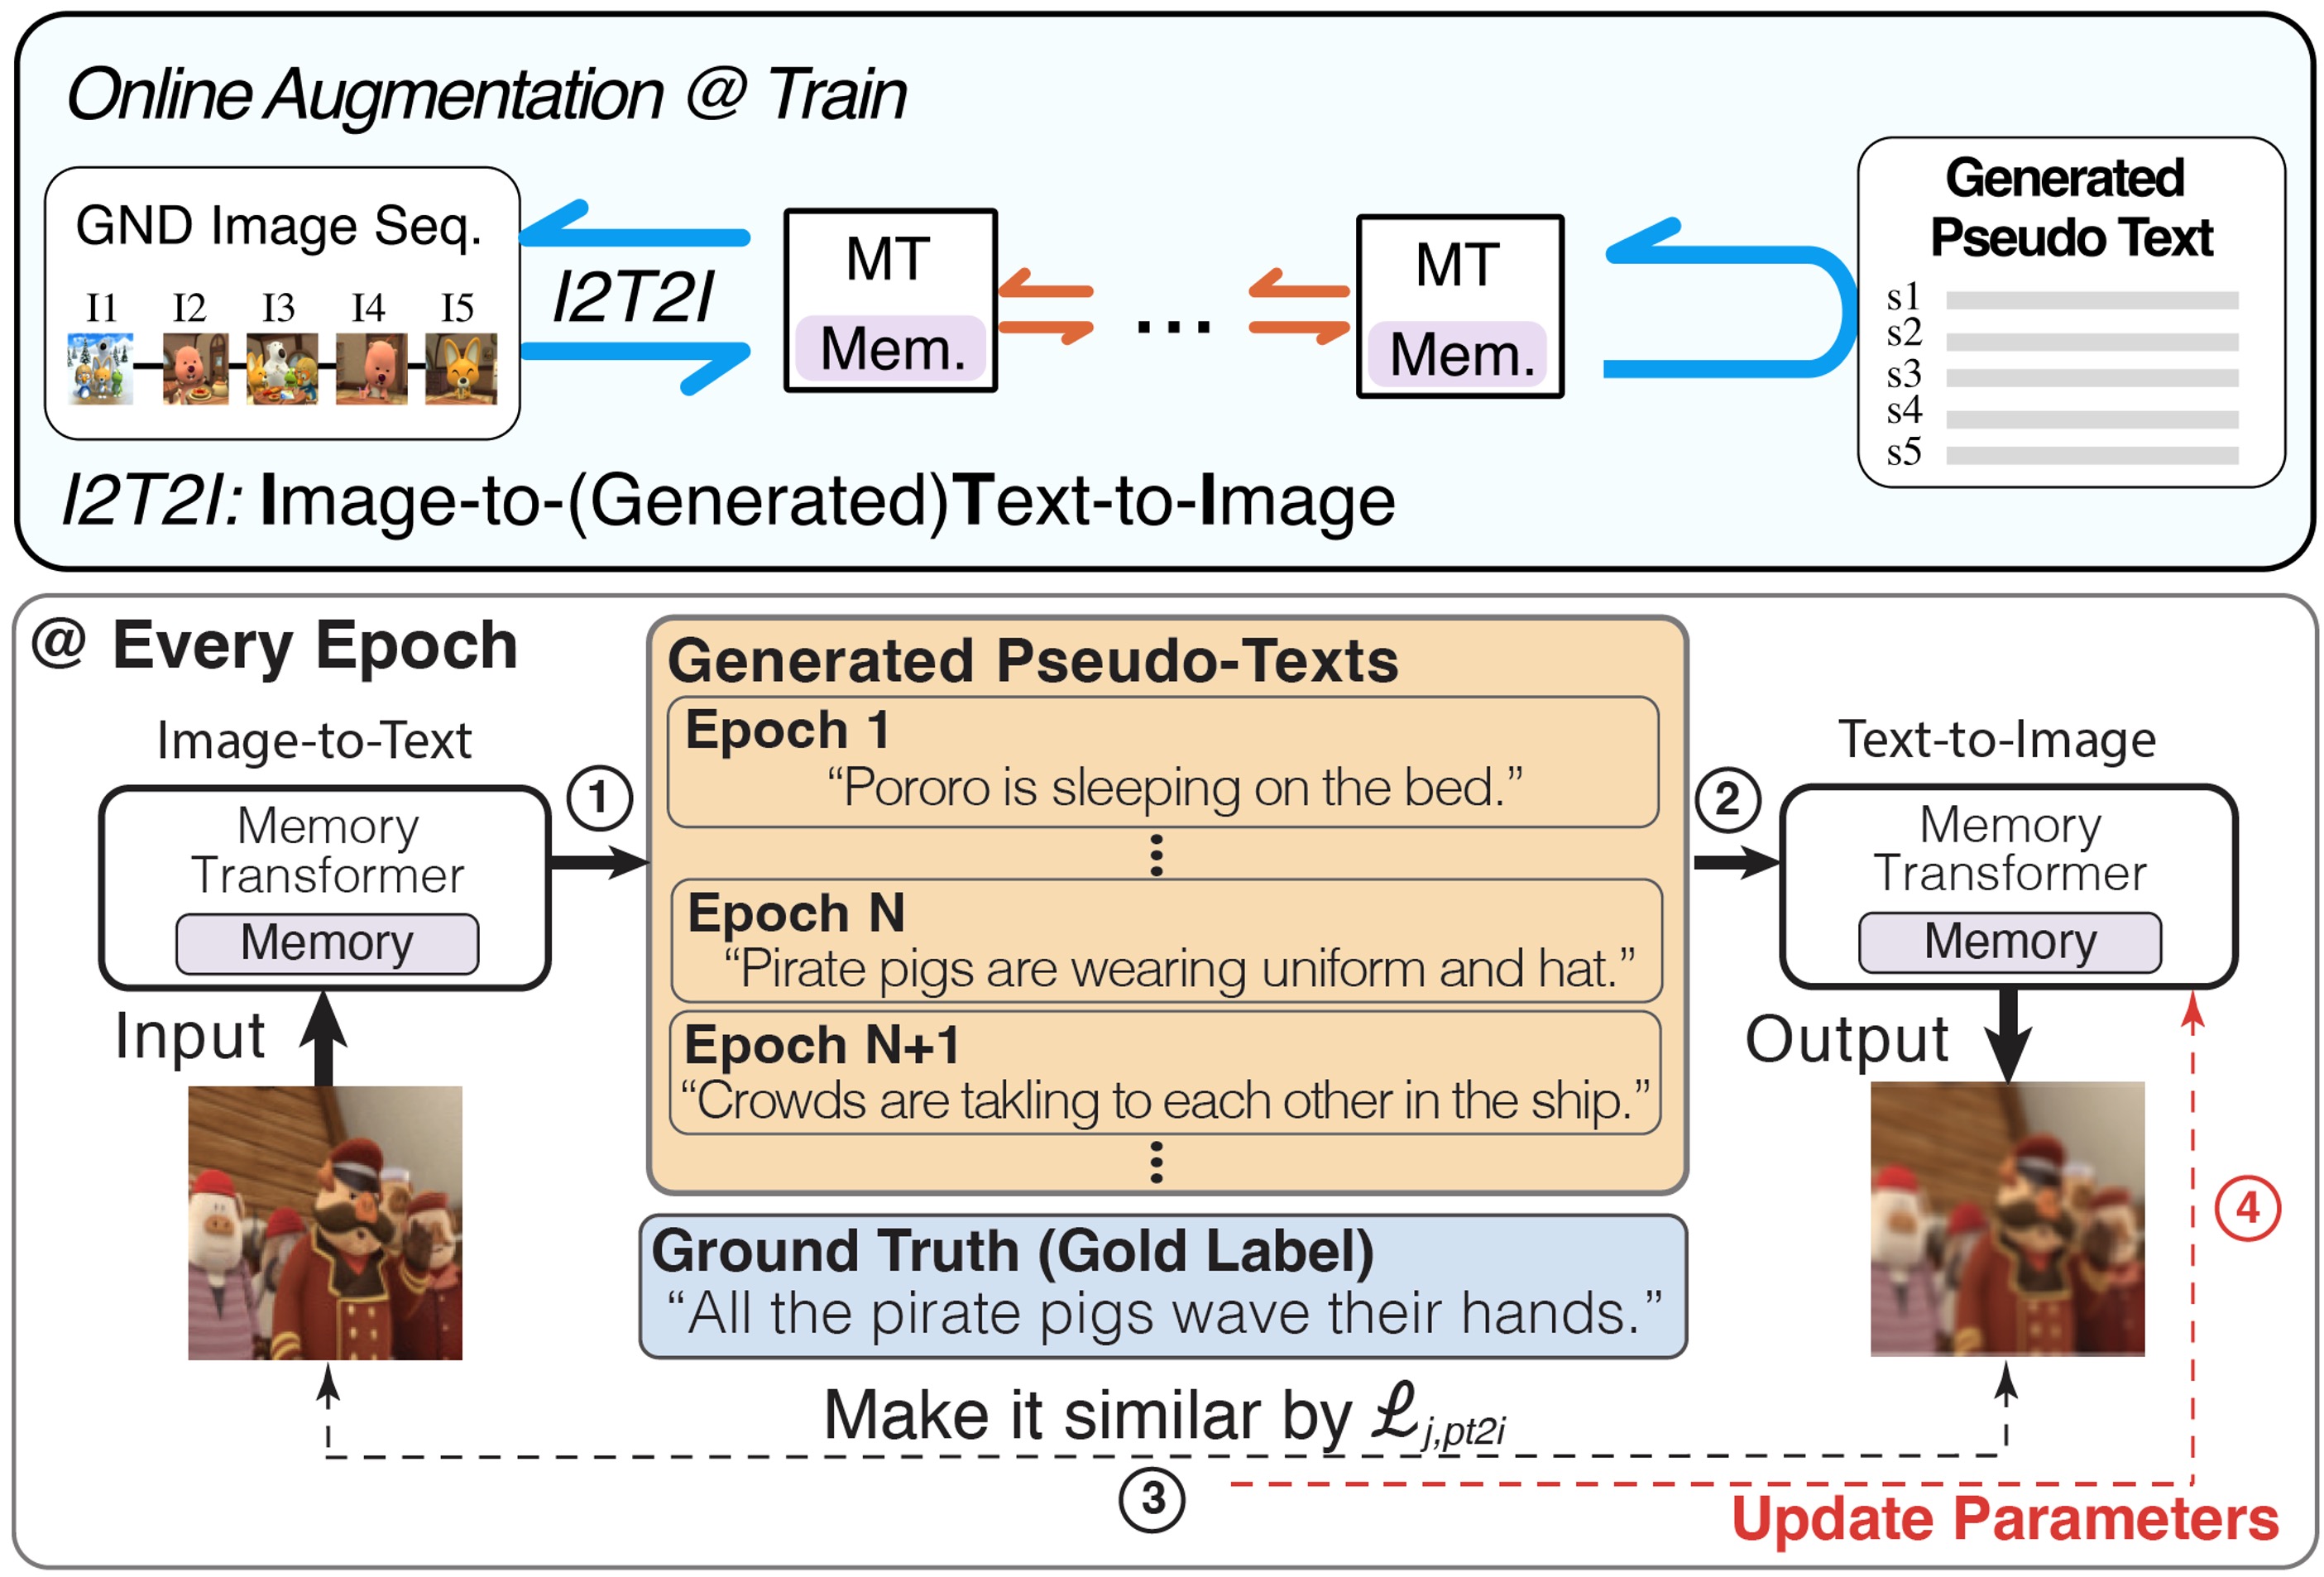 Online Augmentation @ Train
GND Image Seq.
I1 I2 I3 I4 I5
I2T2I
MT
Mem.
...
MT
Mem.
Generated
Pseudo Text
s1
s2
s3
s4
s5
I2T2I: Image-to-(Generated)Text-to-Image
@ Every Epoch
Image-to-Text
Memory
Transformer
Memory
Input
1
Generated Pseudo-Texts
Epoch 1
“Pororo is sleeping on the bed.”
Epoch N
“Pirate pigs are wearing uniform and hat.”
Epoch N+1
“Crowds are takling to each other in the ship.”
Ground Truth (Gold Label)
“All the pirate pigs wave their hands.”
2
Text-to-Image
Memory
Transformer
Memory
Output
4
Make it similar by ℒj,pt2i
3
Update Parameters